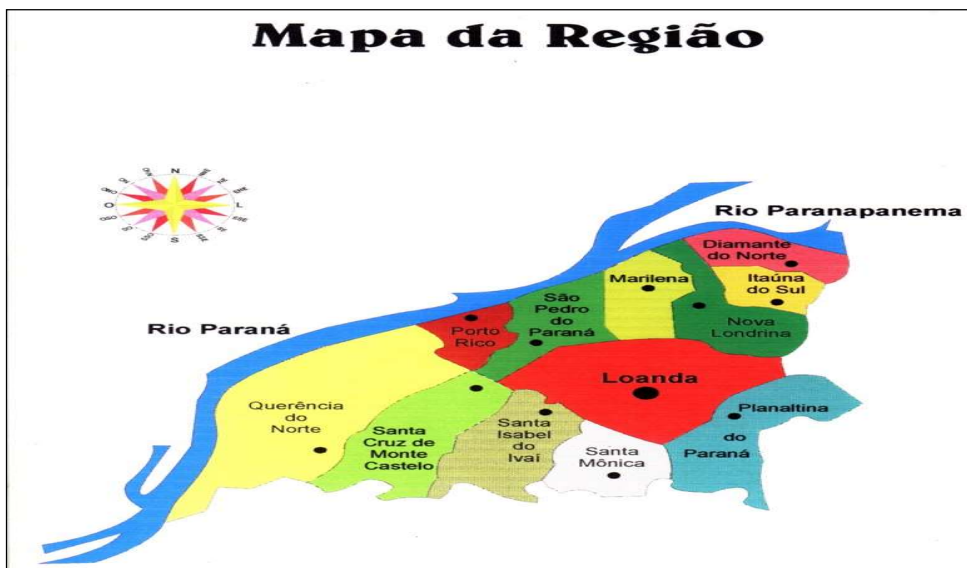 Mapa da Região
N
O
L
S
Rio Paranapanema
Diamante
do Norte
Itaúna
do Sul
Marilena
Nova
Londrina
São
Pedro
do
Paraná
Rio Paraná
Porto
Rico
Loanda
Querência
do
Norte
Santa
Cruz de
Monte
Castelo
Santa
Isabel
do
Ivaí
Santa
Mônica
Planaltina
do
Paraná